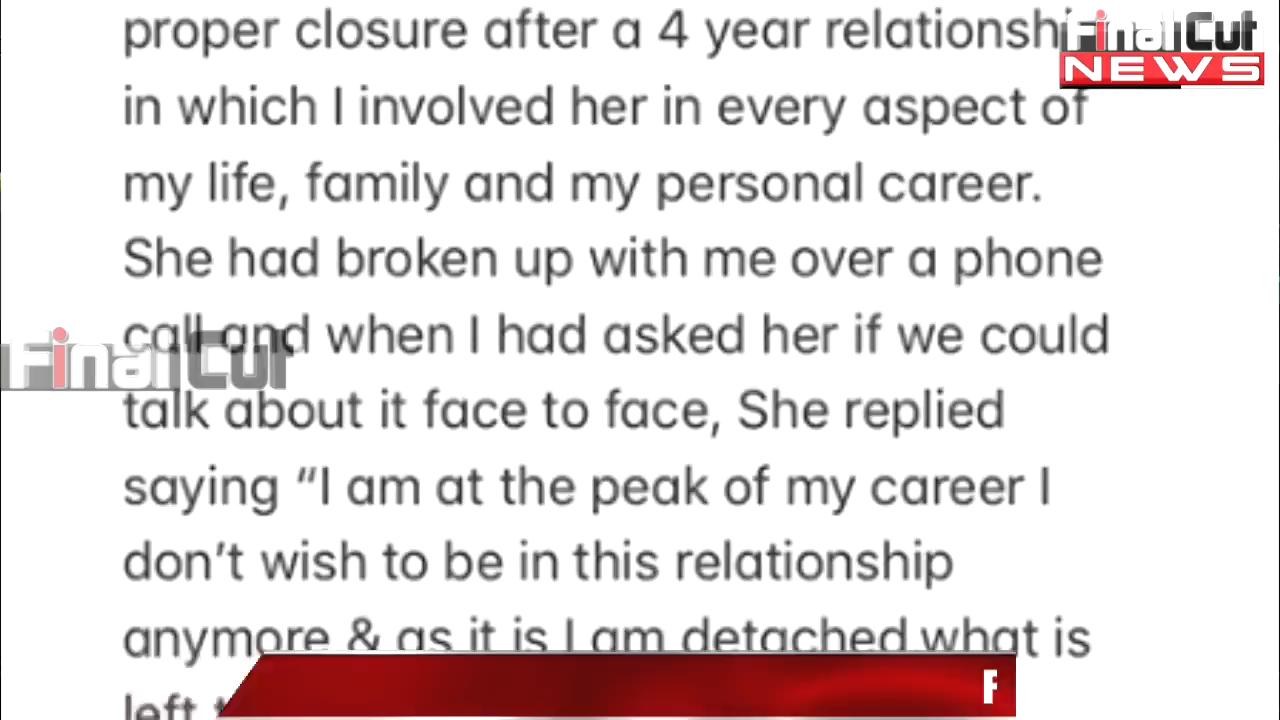 proper closure after a 4 year relationship
in which I involved her in every aspect of
my life, family and my personal career.
She had broken up with me over a phone
call and when I had asked her if we could
talk about it face to face, She replied
saying “I am at the peak of my career I
don’t wish to be in this relationship
anymore & as it is I am detached what is
left
Final Cut
NEWS
Final Cut
F